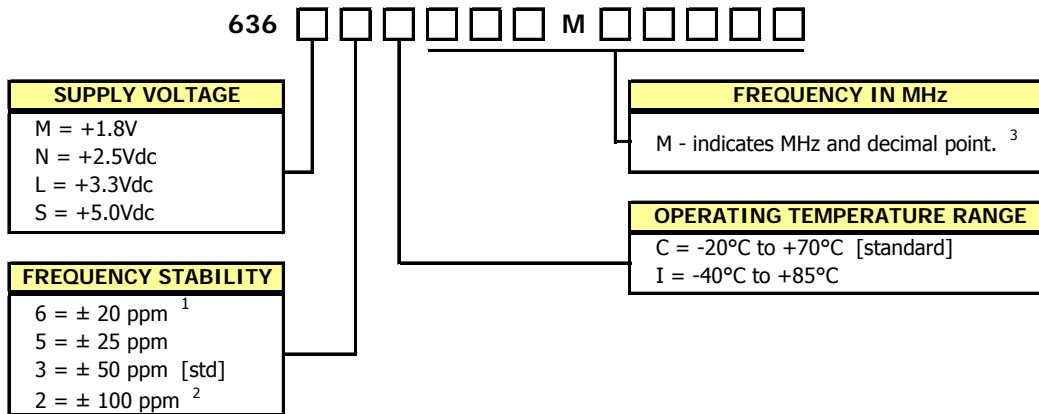 636 M
SUPPLY VOLTAGE
M = +1.8V
N = +2.5Vdc
L = +3.3Vdc
S = +5.0Vdc
FREQUENCY STABILITY
6 = ± 20 ppm 1
5 = ± 25 ppm
3 = ± 50 ppm [std]
2 = ± 100 ppm 2
FREQUENCY IN MHz
M - indicates MHz and decimal point. 3
OPERATING TEMPERATURE RANGE
C = -20°C to +70°C [standard]
I = -40°C to +85°C